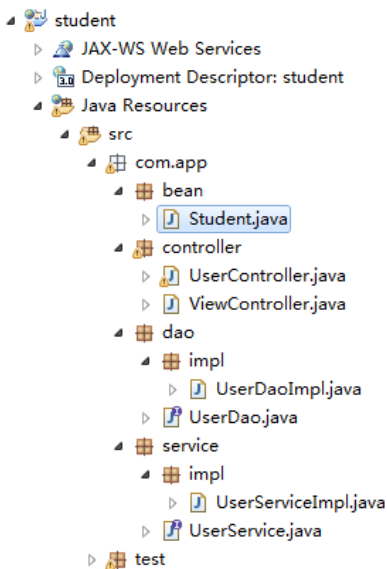 student
JAX-WS Web Services
Deployment Descriptor: student
Java Resources
src
com.app
bean
Student.java
controller
UserController.java
ViewController.java
dao
impl
UserDaoImpl.java
UserDao.java
service
impl
UserServiceImpl.java
UserService.java
test